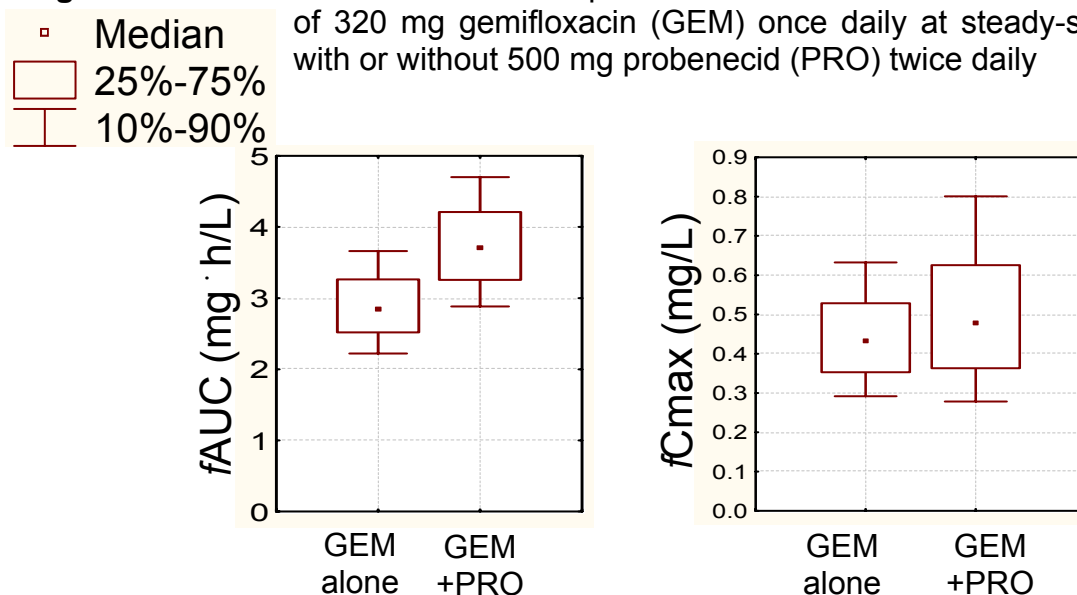 of 320 mg gemifloxacin (GEM) once daily at steady-s
with or without 500 mg probenecid (PRO) twice daily
Median
25%-75%
10%-90%
fAUC (mg · h/L)
5
4
3
2
1
0
GEM alone
GEM +PRO
fCmax (mg/L)
0.9
0.8
0.7
0.6
0.5
0.4
0.3
0.2
0.1
0.0
GEM alone
GEM +PRO